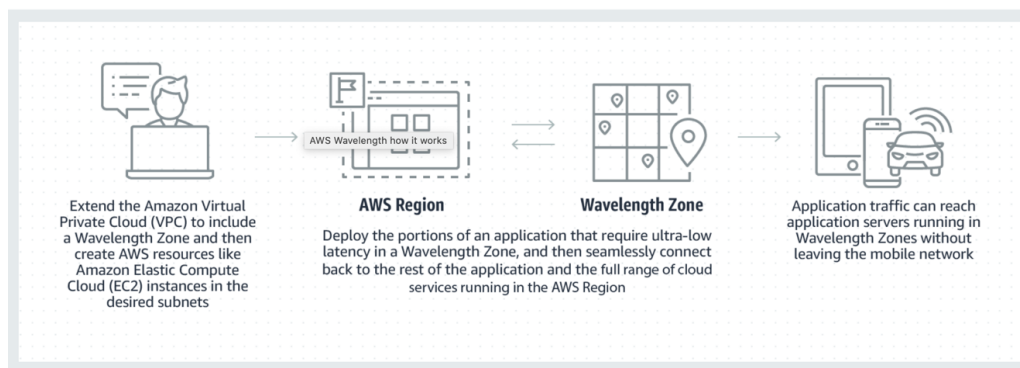 AWS Wavelength how it works
Extend the Amazon Virtual
Private Cloud (VPC) to include
a Wavelength Zone and then
create AWS resources like
Amazon Elastic Compute
Cloud (EC2) instances in the
desired subnets
AWS Region
Wavelength Zone
Deploy the portions of an application that require ultra-low
latency in a Wavelength Zone, and then seamlessly connect
back to the rest of the application and the full range of cloud
services running in the AWS Region
Application traffic can reach
application servers running in
Wavelength Zones without
leaving the mobile network